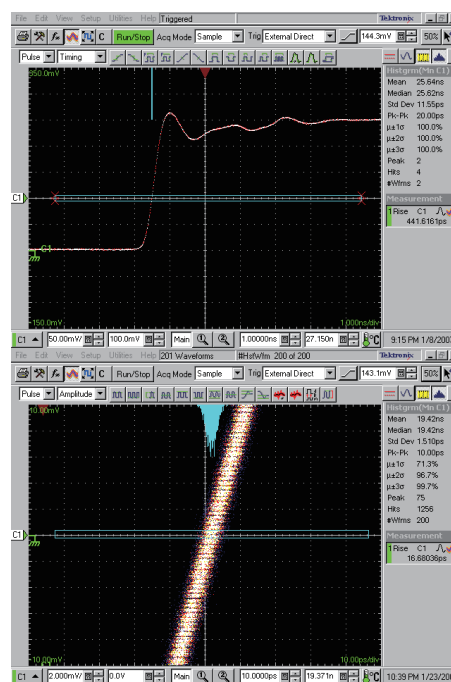 File Edit View Setup Utilities Help Triggered Tektronix
Run/Stop Acq Mode Sample Trig External Direct 144.3mV 50%
Pulse Timing
Histgrm(Mn C1)
Mean 25.64ns
Median 25.62ns
Std Dev 11.55ps
Pk-Pk 20.00ps
µ±1σ 100.0%
µ±2σ 100.0%
µ±3σ 100.0%
Peak 2
Hits 4
#Wfms 2
Measurement
1 Rise C1
441.6161ps
850.0mV
C1
C1
-150.0mV 1.000ns/div
C1 50.00mV/ 100.0mV Main 1.00000ns 27.150n °C 9:15 PM 1/8/200
File Edit View Setup Utilities Help 201 Waveforms #HstWfm 200 of 200 Tektronix
C Run/Stop Acq Mode Sample Trig External Direct 143.1mV 50%
Pulse Amplitude
Histgrm(Mn C1)
Mean 19.42ns
Median 19.42ns
Std Dev 1.510ps
Pk-Pk 10.00ps
µ±1σ 71.3%
µ±2σ 96.7%
µ±3σ 99.7%
Peak 75
Hits 1256
#Wfms 200
Measurement
1 Rise C1
16.68036ps
10.00mV
C1
-10.00mV 10.00ps/div
C1 2.000mV/ 0.0V Main 10.0000ps 19.371n °C 10:39 PM 1/23/200